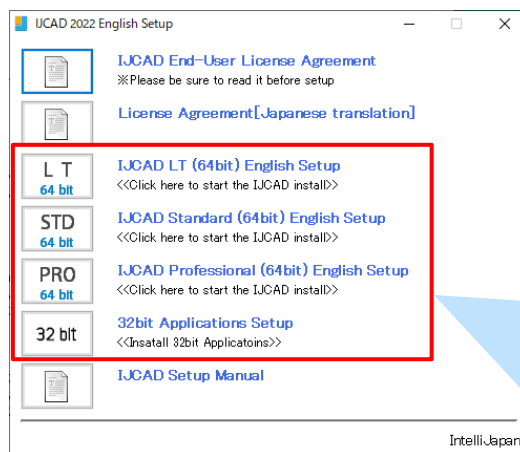 IJCAD 2022 English Setup
IJCAD End-User License Agreement
※Please be sure to read it before setup
License Agreement[Japanese translation]
LT
64 bit
IJCAD LT (64bit) English Setup
<<Click here to start the IJCAD install>>
STD
64 bit
IJCAD Standard (64bit) English Setup
<<Click here to start the IJCAD install>>
PRO
64 bit
IJCAD Professional (64bit) English Setup
<<Click here to start the IJCAD install>>
32 bit
32bit Applications Setup
<<Insatall 32bit Applicatoins>>
IJCAD Setup Manual
IntelliJapan